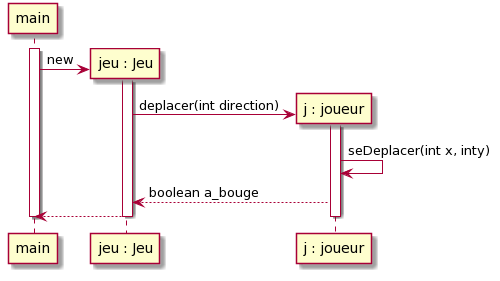 main
new
jeu : Jeu
deplacer(int direction)
j : joueur
seDeplacer(int x, inty)
boolean a_bouge
main
jeu : Jeu
j : joueur